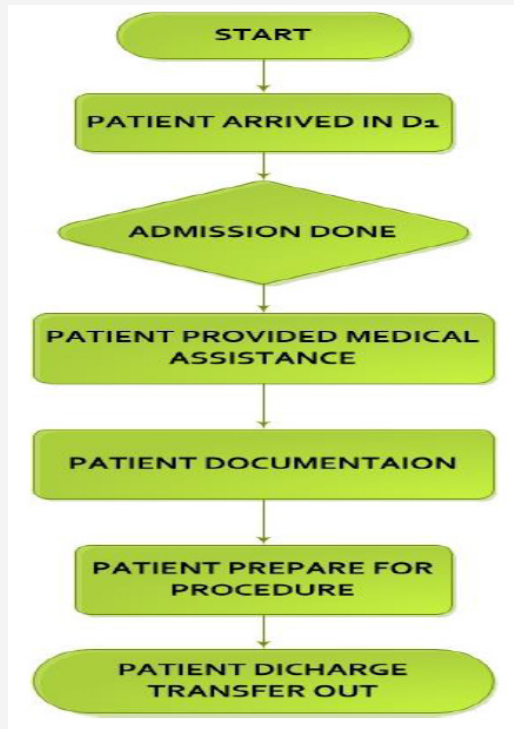 START
PATIENT ARRIVED IN D1
ADMISSION DONE
PATIENT PROVIDED MEDICAL
ASSISTANCE
PATIENT DOCUMENTAION
PATIENT PREPARE FOR
PROCEDURE
PATIENT DICHARGE
TRANSFER OUT